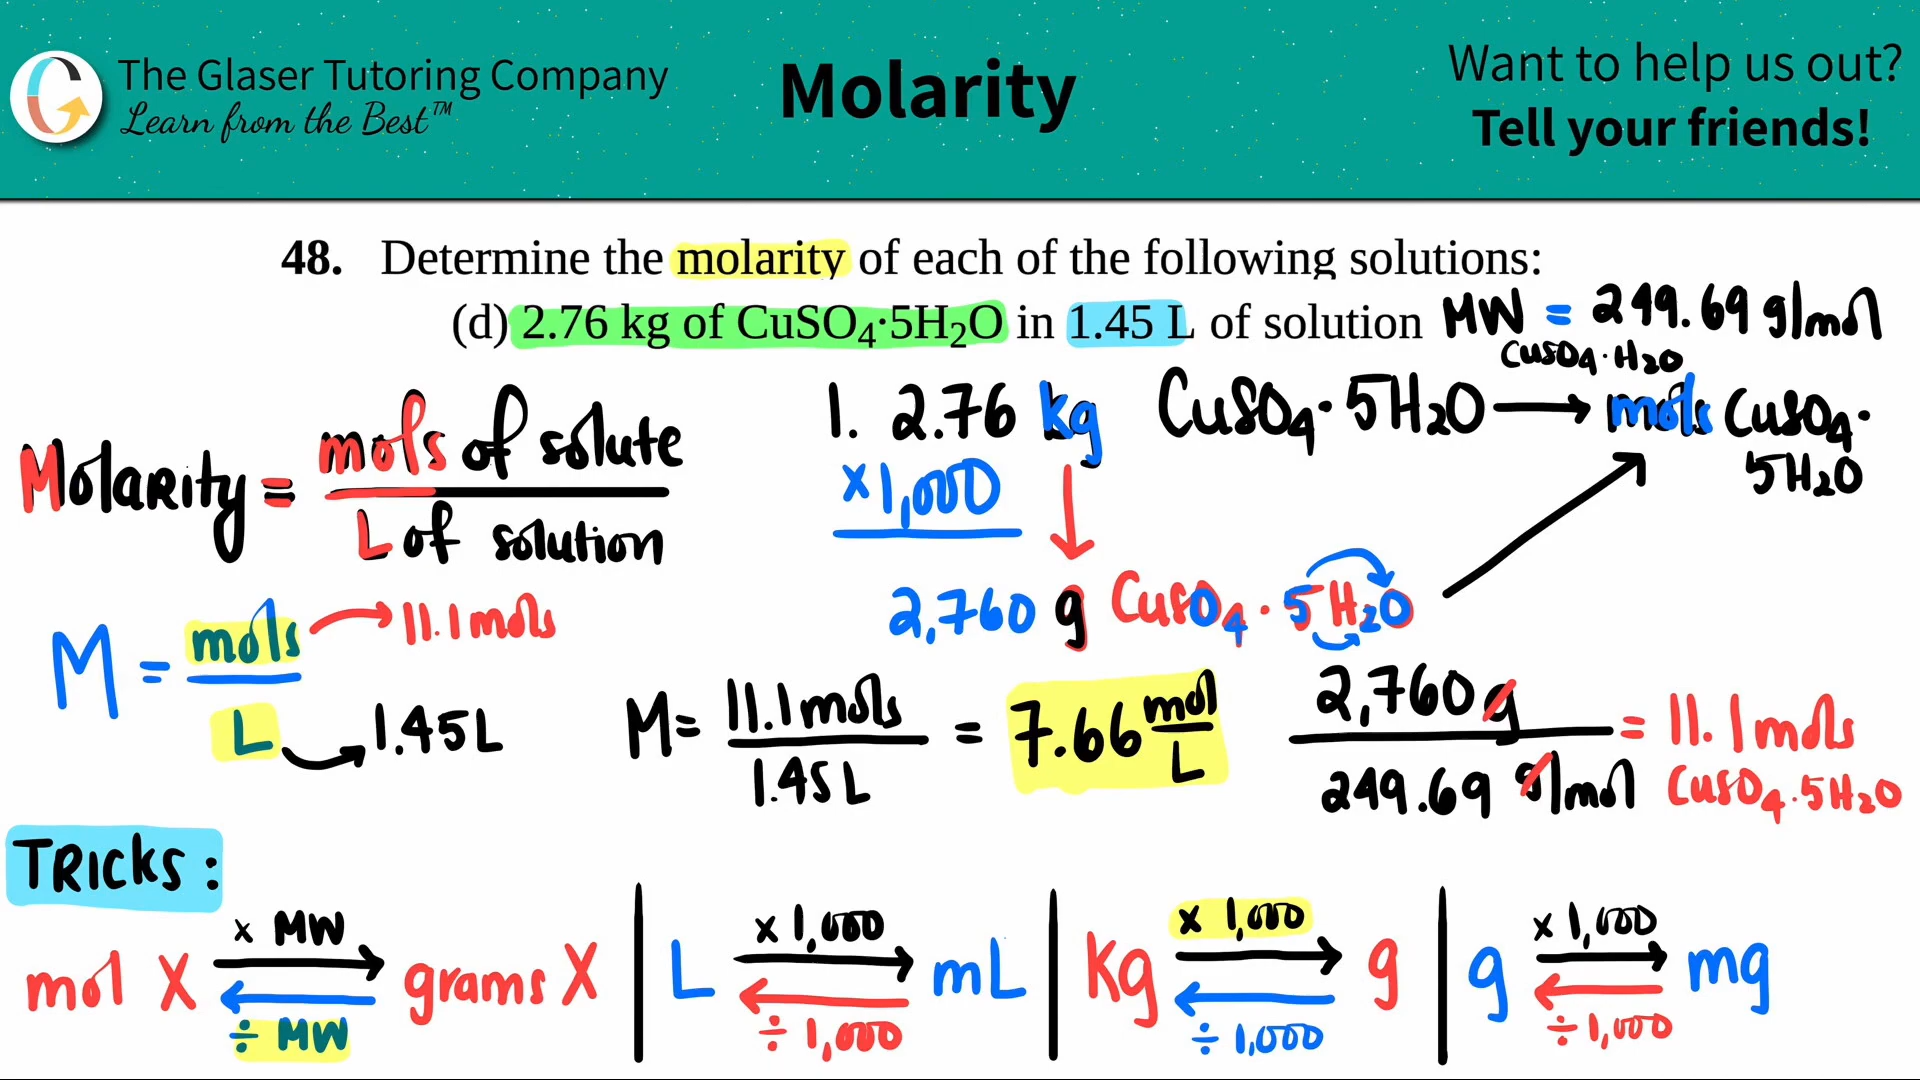 The Glaser Tutoring Company
Learn from the Best™
Molarity
Want to help us out?
Tell your friends!
48. Determine the molarity of each of the following solutions:
(d) 2.76 kg of CuSO₄·5H₂O in 1.45 L of solution
MW = 249.69 g/mol
CuSO₄·H₂O
Molarity = mols of solute
L of solution
1. 2.76 kg CuSO₄·5H₂O → mols CuSO₄·
5H₂O
x 1,000
2,760 g CuSO₄·5H₂O
M = mols → 11.1 mols
L → 1.45 L
M = 11.1 mols
1.45 L
= 7.66 mol
L
2,760 g
249.69 g/mol
= 11.1 mols
CuSO₄·5H₂O
TRICKS:
x MW
mol X → grams X
÷ MW
x 1,000
L → mL
÷ 1,000
x 1,000
kg → g
÷ 1,000
x 1,000
g → mg
÷ 1,000